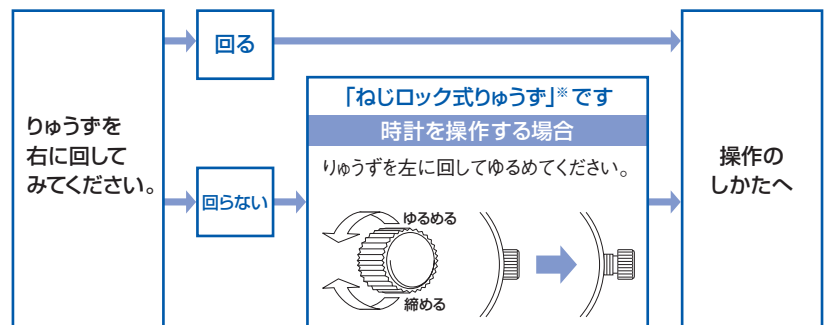 りゅうずを
右に回して
みてください。
回る
回らない
「ねじロック式りゅうず」※です
時計を操作する場合
りゅうずを左に回してゆるめてください。
ゆるめる
締める
操作の
しかたへ